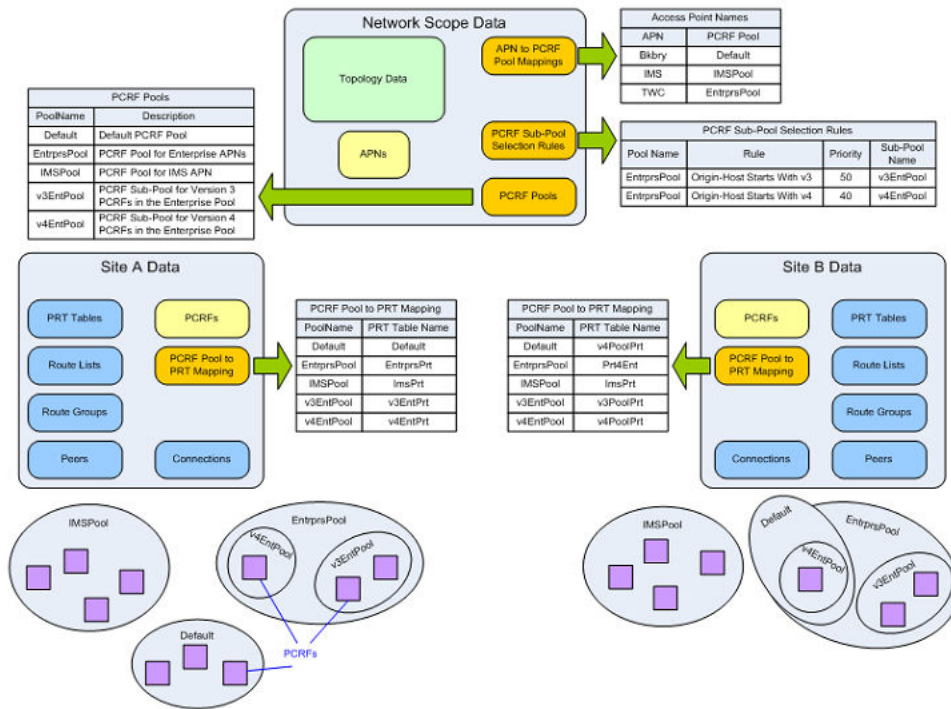 Network Scope Data
Topology Data
APNs
APN to PCRF
Pool Mappings
PCRF Sub-Pool
Selection Rules
PCRF Pools
Access Point Names
APN PCRF Pool
Bkbry Default
IMS IMSPool
TWC EntrprsPool
PCRF Sub-Pool Selection Rules
Pool Name Rule Priority Sub-Pool
Name
EntrprsPool Origin-Host Starts With v3 50 v3EntPool
EntrprsPool Origin-Host Starts With v4 40 v4EntPool
PCRF Pools
PoolName Description
Default Default PCRF Pool
EntrprsPool PCRF Pool for Enterprise APNs
IMSPool PCRF Pool for IMS APN
v3EntPool PCRF Sub-Pool for Version 3
PCRFs in the Enterprise Pool
v4EntPool PCRF Sub-Pool for Version 4
PCRFs in the Enterprise Pool
Site A Data
PRT Tables
PCRFs
Route Lists
PCRF Pool to
PRT Mapping
Route Groups
Peers
Connections
PCRF Pool to PRT Mapping
PoolName PRT Table Name
Default Default
EntrprsPool EntrprsPrt
IMSPool ImsPrt
v3EntPool v3EntPrt
v4EntPool v4EntPrt
PCRF Pool to PRT Mapping
PoolName PRT Table Name
Default v4PoolPrt
EntrprsPool Prt4Ent
IMSPool ImsPrt
v3EntPool v3PoolPrt
v4EntPool v4PoolPrt
Site B Data
PCRFs
PRT Tables
PCRF Pool to
PRT Mapping
Route Lists
Route Groups
Connections
Peers
IMSPool
EntrprsPool
v4EntPool
v3EntPool
Default
PCRFs
IMSPool
Default
EntrprsPool
v4EntPool
v3EntPool